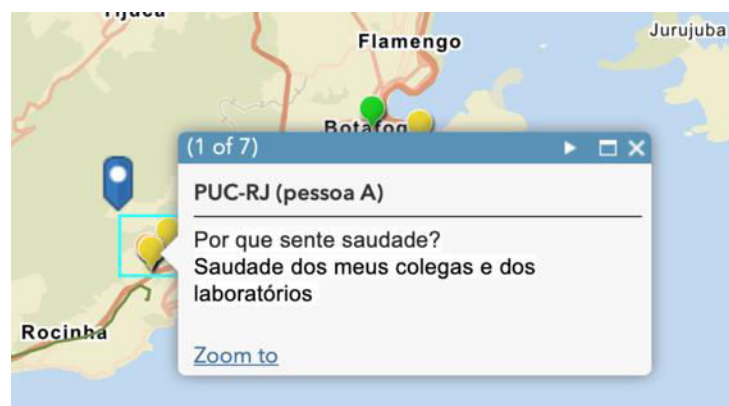 Tijuca
Flamengo
Jurujuba
Botafog
(1 of 7)
PUC-RJ (pessoa A)
Por que sente saudade?
Saudade dos meus colegas e dos
laboratórios
Rocinha
Zoom to